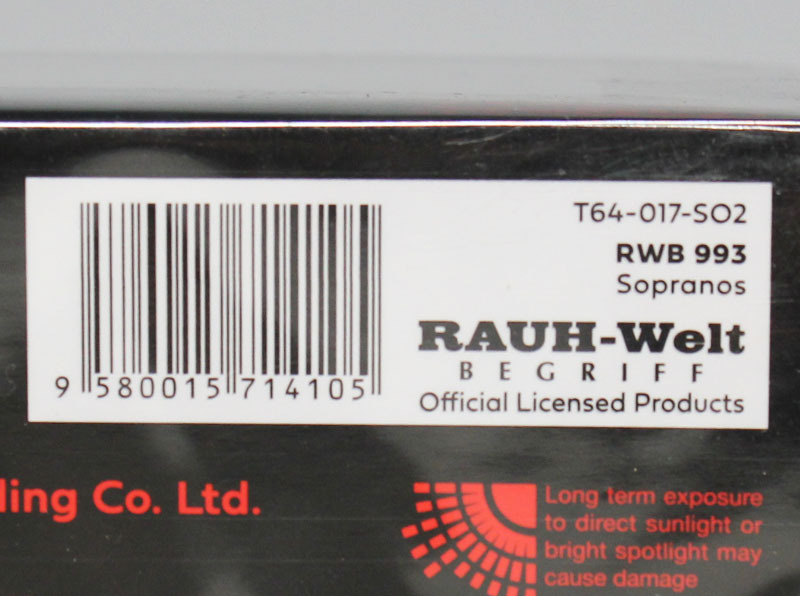 T64-017-SO2
RWB 993
Sopranos
RAUH-Welt
BEGRIFF
Official Licensed Products
9 580015 714105
ling Co. Ltd.
Long term exposure
to direct sunlight or
bright spotlight may
cause damage